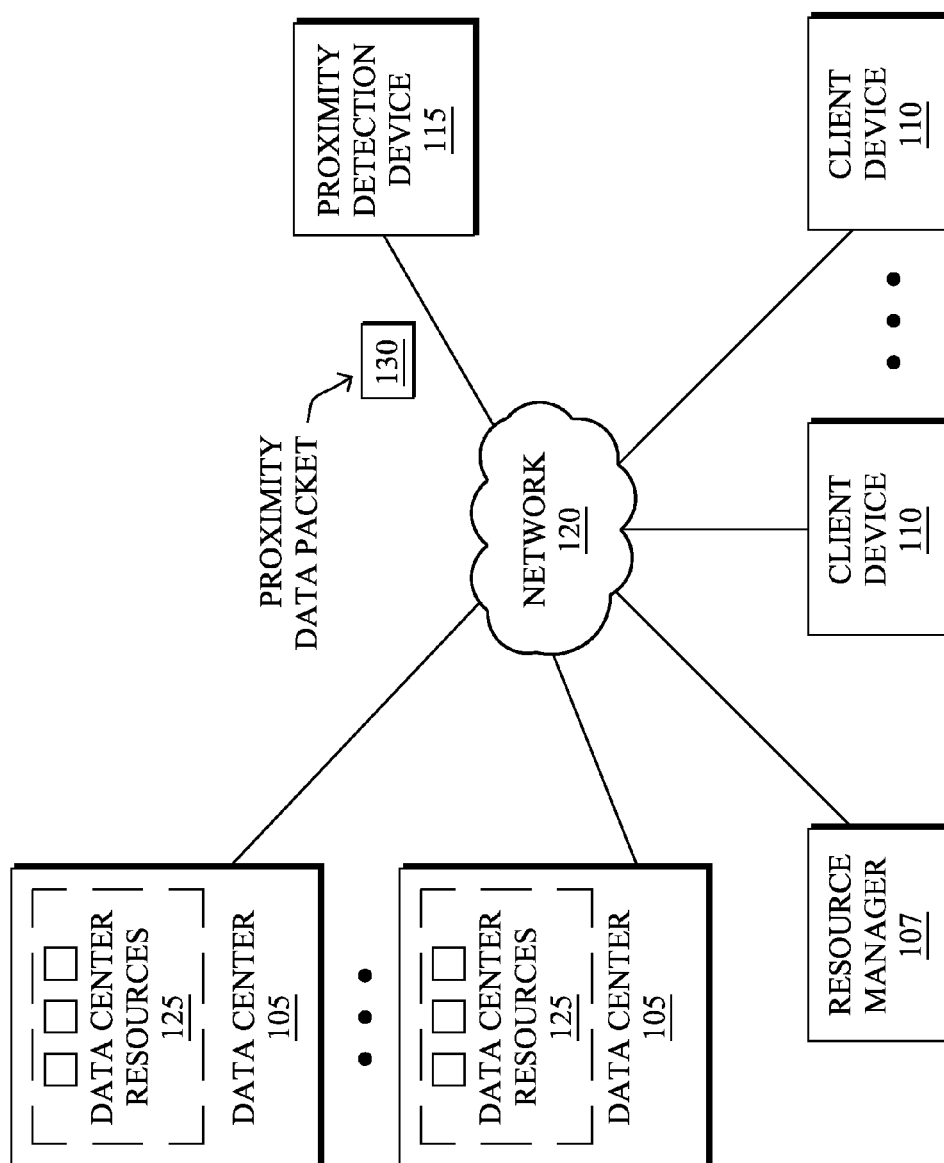 DATA CENTER
RESOURCES
125
DATA CENTER
105
PROXIMITY
DATA PACKET
130
PROXIMITY
DETECTION
DEVICE
115
DATA CENTER
RESOURCES
125
DATA CENTER
105
NETWORK
120
RESOURCE
MANAGER
107
CLIENT
DEVICE
110
CLIENT
DEVICE
110